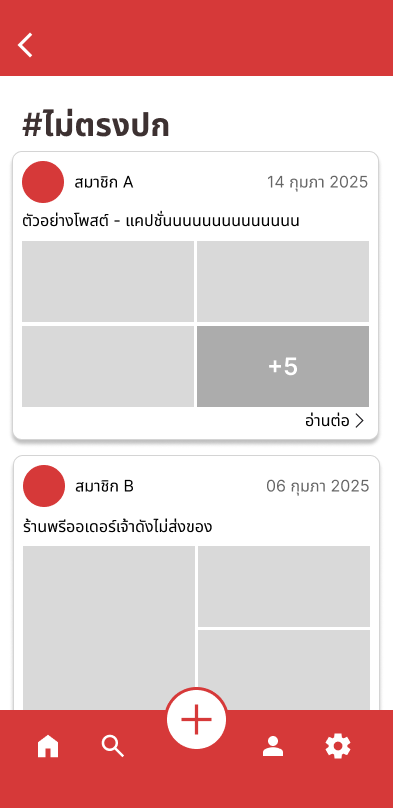 #ไม่ตรงปก
สมาชิก A
14 กุมภา 2025
ตัวอย่างโพสต์ - แคปชั่นนนนนนนนนนนนนน
+5
อ่านต่อ
สมาชิก B
06 กุมภา 2025
ร้านพรีออเดอร์เจ้าดังไม่ส่งของ